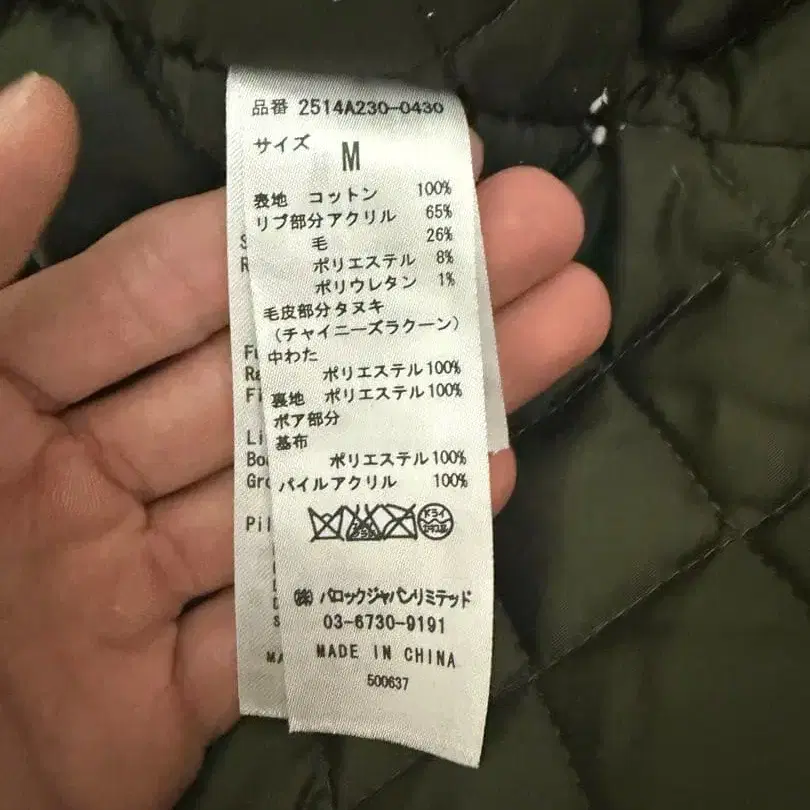 品番 2514A230-0430
サイズ M
表地 コットン 100%
リブ部分アクリル 65%
毛 26%
ポリエステル 8%
ポリウレタン 1%
毛皮部分タヌキ
(チャイニーズラクーン)
中わた
ポリエステル100%
裏地 ポリエステル100%
ボア部分
基布
ポリエステル100%
パイルアクリル 100%
ドライ
㈱バロックジャパンリミテッド
03-6730-9191
MADE IN CHINA
500637